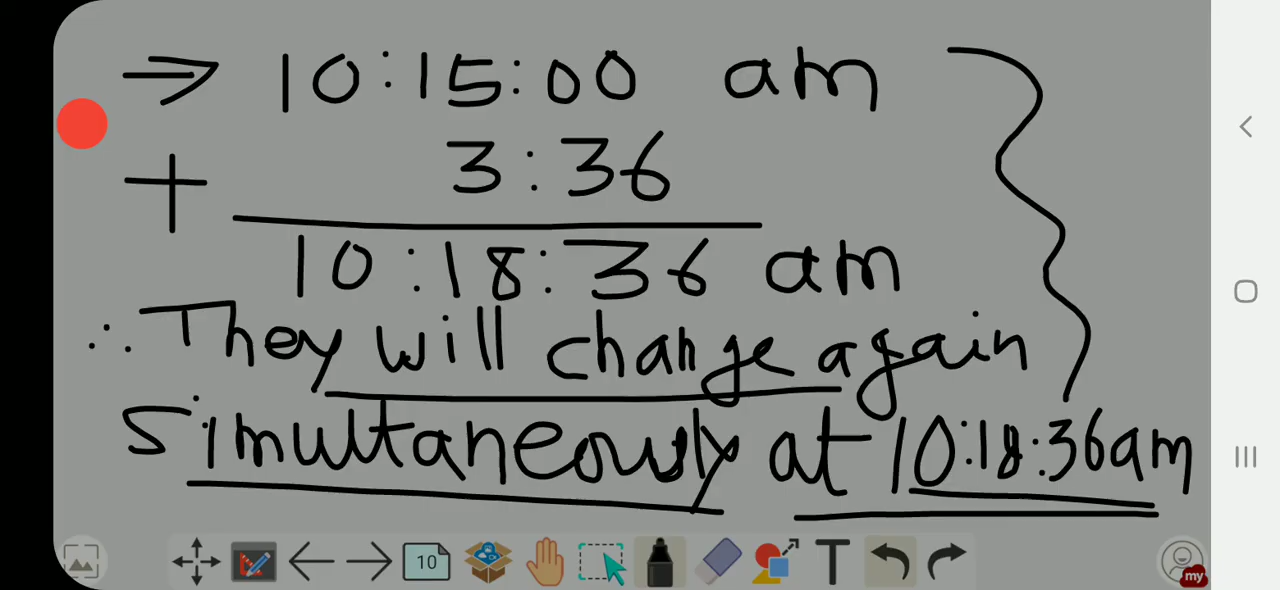 → 10:15:00 am
+ 3:36
10:18:36 am
∴ They will change again
simultaneously at 10:18:36am
10
T
my